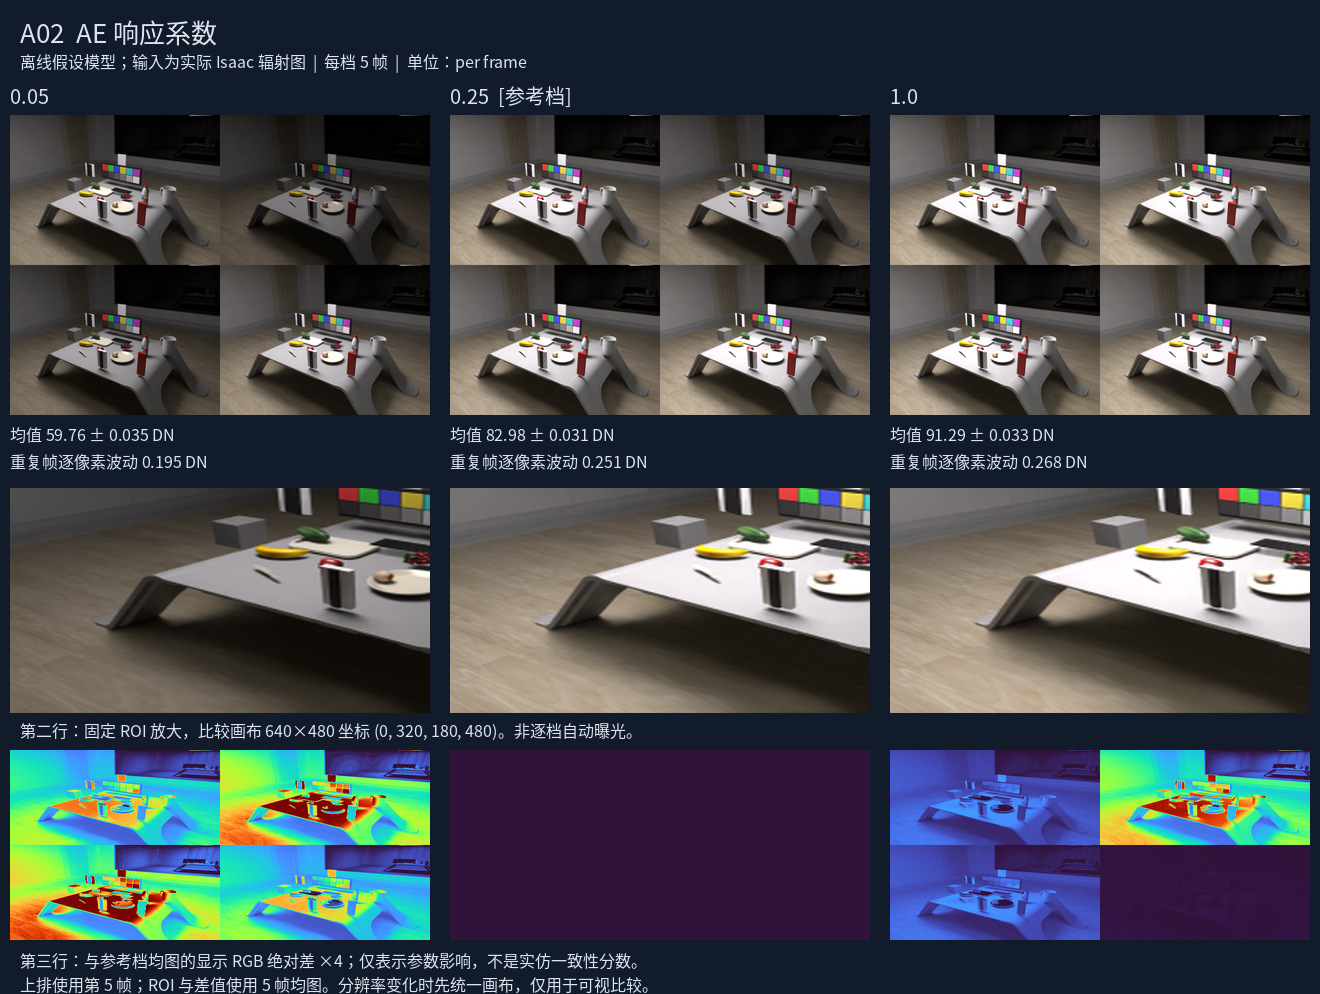 A02 AE 响应系数
离线假设模型；输入为实际 Isaac 辐射图 | 每档 5 帧 | 单位：per frame
0.05
0.25 [参考档]
1.0
均值 59.76 ± 0.035 DN
重复帧逐像素波动 0.195 DN
均值 82.98 ± 0.031 DN
重复帧逐像素波动 0.251 DN
均值 91.29 ± 0.033 DN
重复帧逐像素波动 0.268 DN
第二行：固定 ROI 放大，比较画布 640×480 坐标 (0, 320, 180, 480)。非逐档自动曝光。
第三行：与参考档均图的显示 RGB 绝对差 ×4；仅表示参数影响，不是实仿一致性分数。
上排使用第 5 帧；ROI 与差值使用 5 帧均图。分辨率变化时先统一画布，仅用于可视比较。